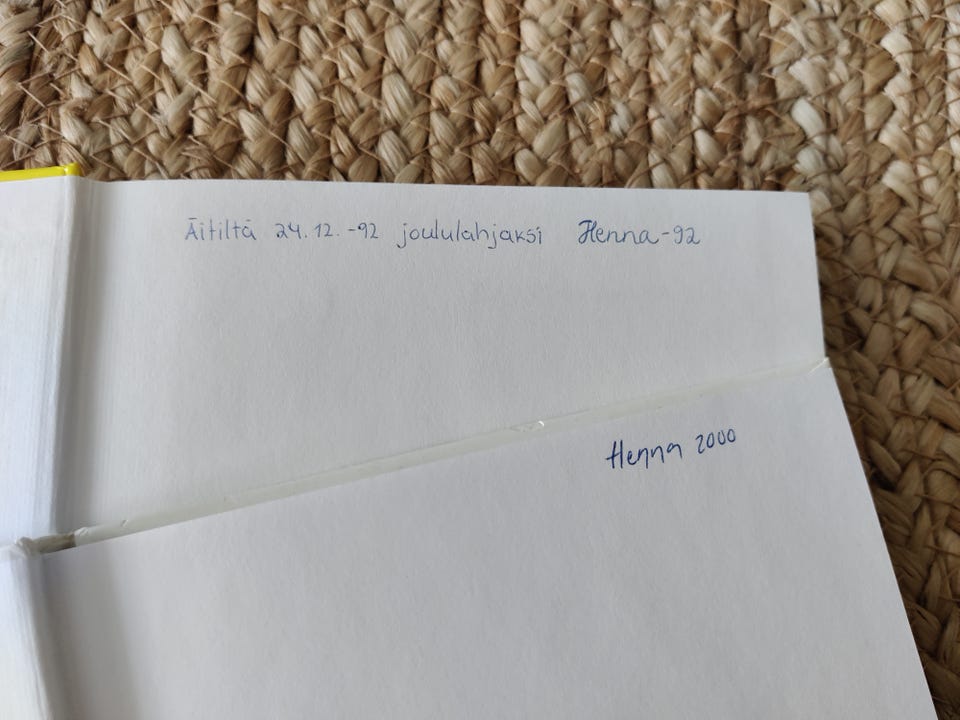 Äitiltä 24.12.-92 joululahjaksi Henna-92
Henna 2000